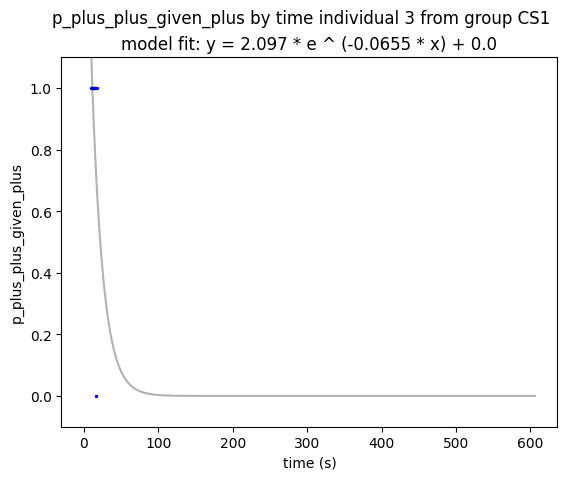 p_plus_plus_given_plus by time individual 3 from group CS1
model fit: y = 2.097 * e ^ (-0.0655 * x) + 0.0
1.0
0.8
0.6
0.4
0.2
0.0
p_plus_plus_given_plus
0 100 200 300 400 500 600
time (s)